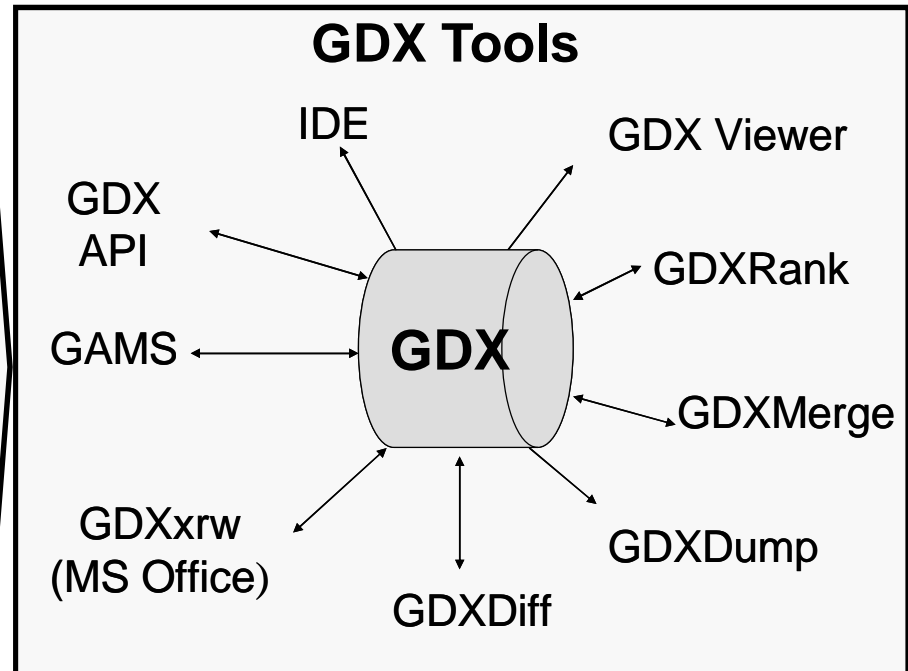 GDX Tools
IDE
GDX Viewer
GDX
API
GDXRank
GAMS
GDX
GDXMerge
GDXxrw
(MS Office)
GDXDump
GDXDiff